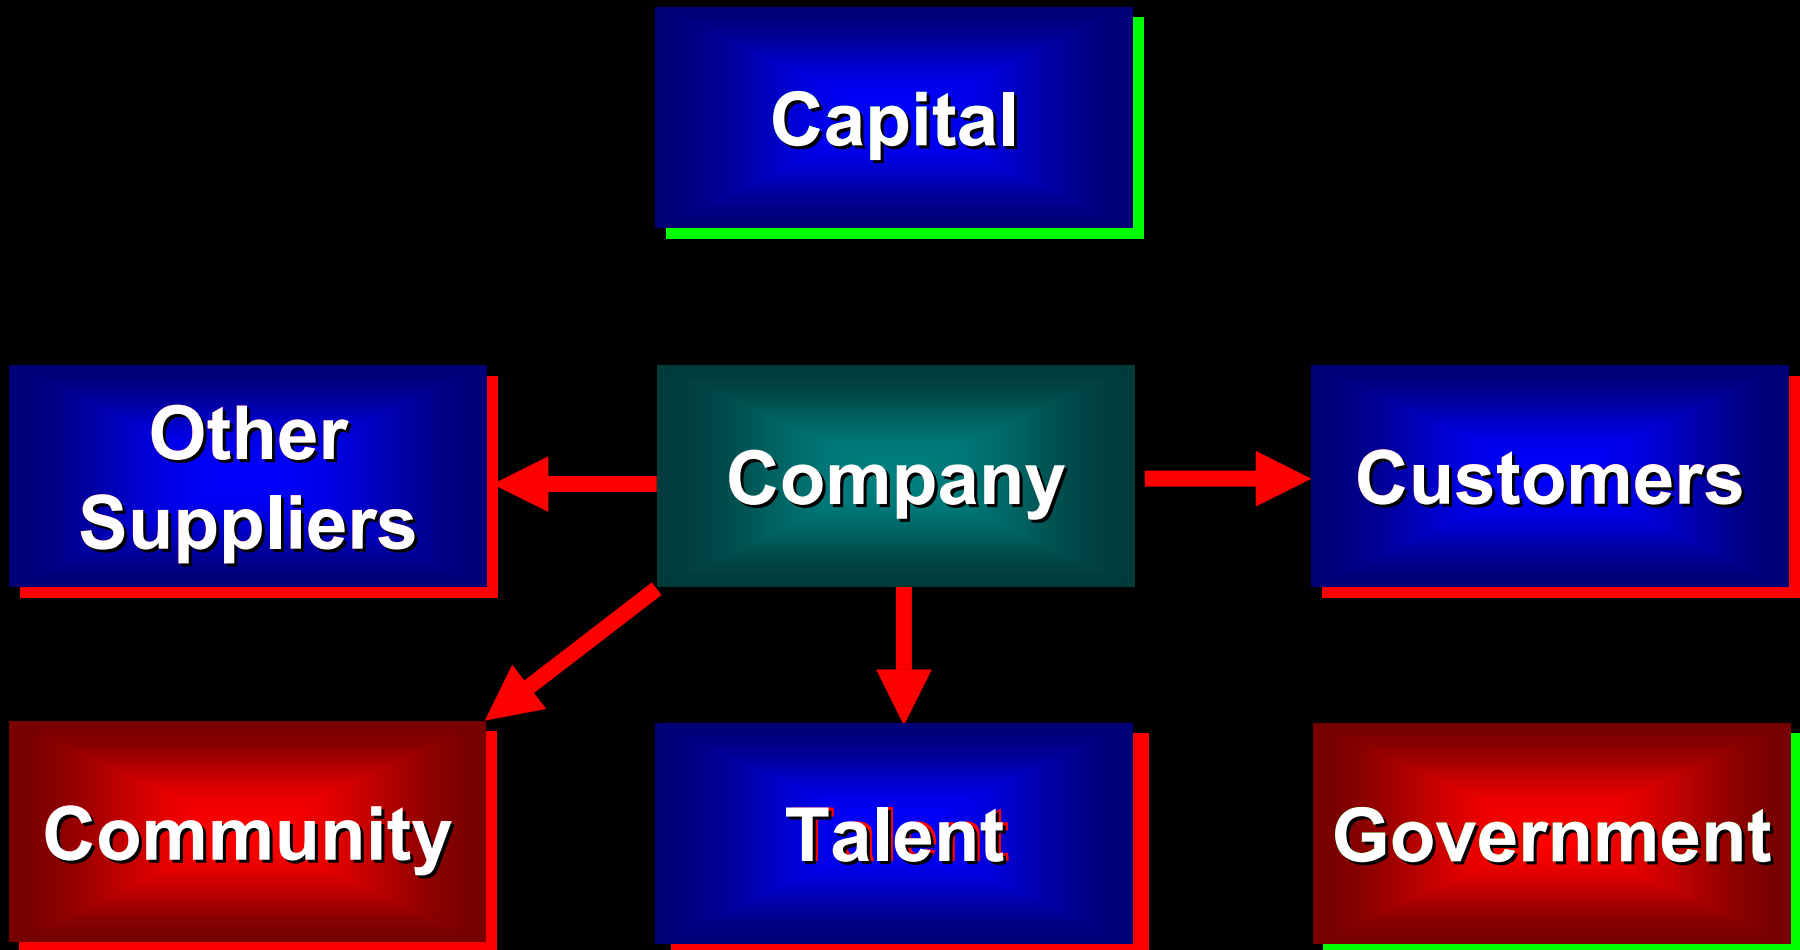 Capital
Other
Suppliers
Company
Customers
Community
Talent
Government